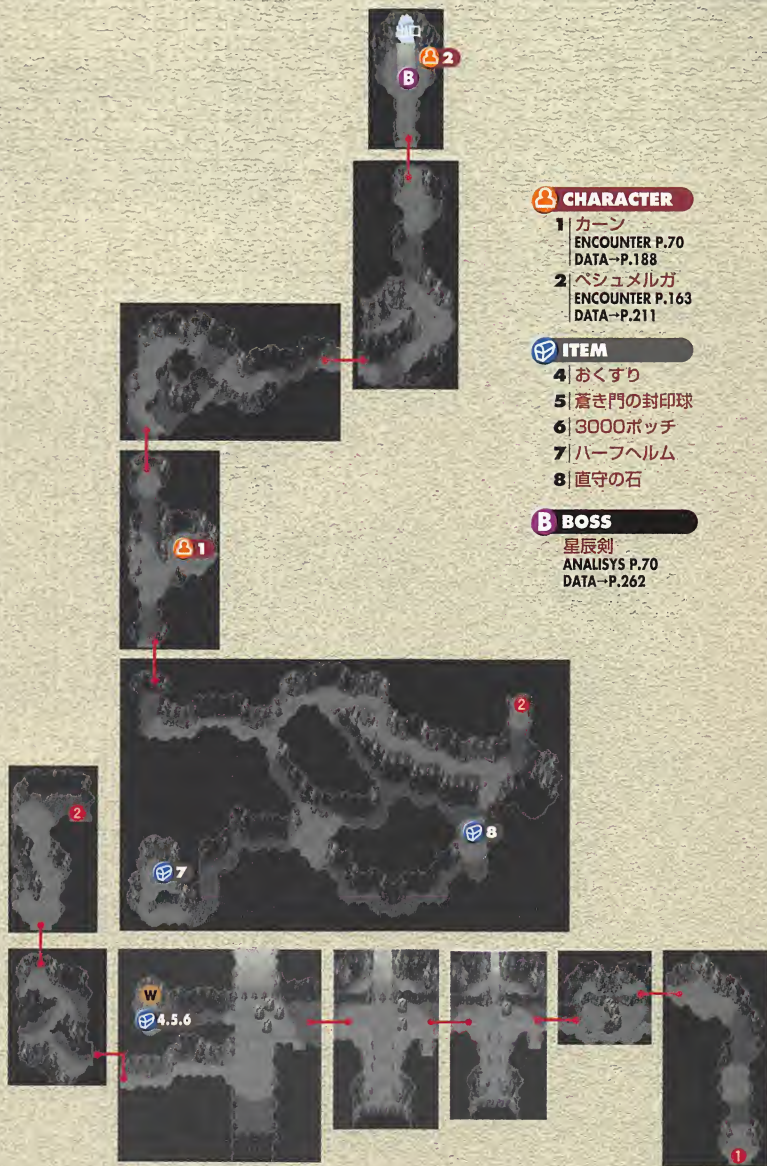 出口
2
B
CHARACTER
1 カーン
ENCOUNTER P.70
DATA→P.188
2 ペシュメルガ
ENCOUNTER P.163
DATA→P.211
ITEM
4 おくすり
5 蒼き門の封印球
6 3000ポッチ
7 ハーフヘルム
8 直守の石
B BOSS
星辰剣
ANALISYS P.70
DATA→P.262
1
2
2
8
7
W
4.5.6
1